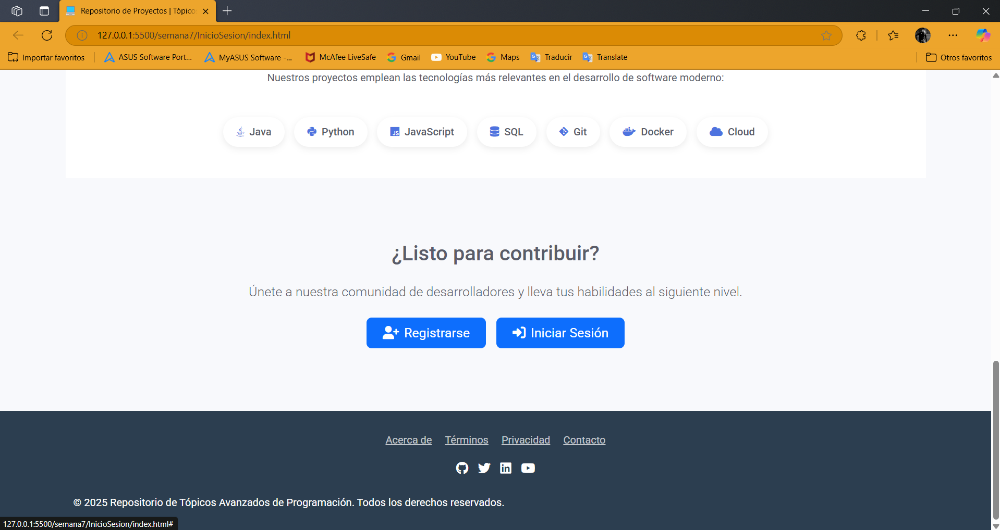 Repositorio de Proyectos | Tópico
127.0.0.1:5500/semana7/InicioSesion/index.html
Importar favoritos ASUS Software Port... MyASUS Software -... McAfee LiveSafe Gmail YouTube Maps Traducir Translate Otros favoritos
Nuestros proyectos emplean las tecnologías más relevantes en el desarrollo de software moderno:
Java Python JS JavaScript SQL Git Docker Cloud
¿Listo para contribuir?
Únete a nuestra comunidad de desarrolladores y lleva tus habilidades al siguiente nivel.
Registrarse Iniciar Sesión
Acerca de Términos Privacidad Contacto
in
© 2025 Repositorio de Tópicos Avanzados de Programación. Todos los derechos reservados.
127.0.0.1:5500/semana7/InicioSesion/index.html#